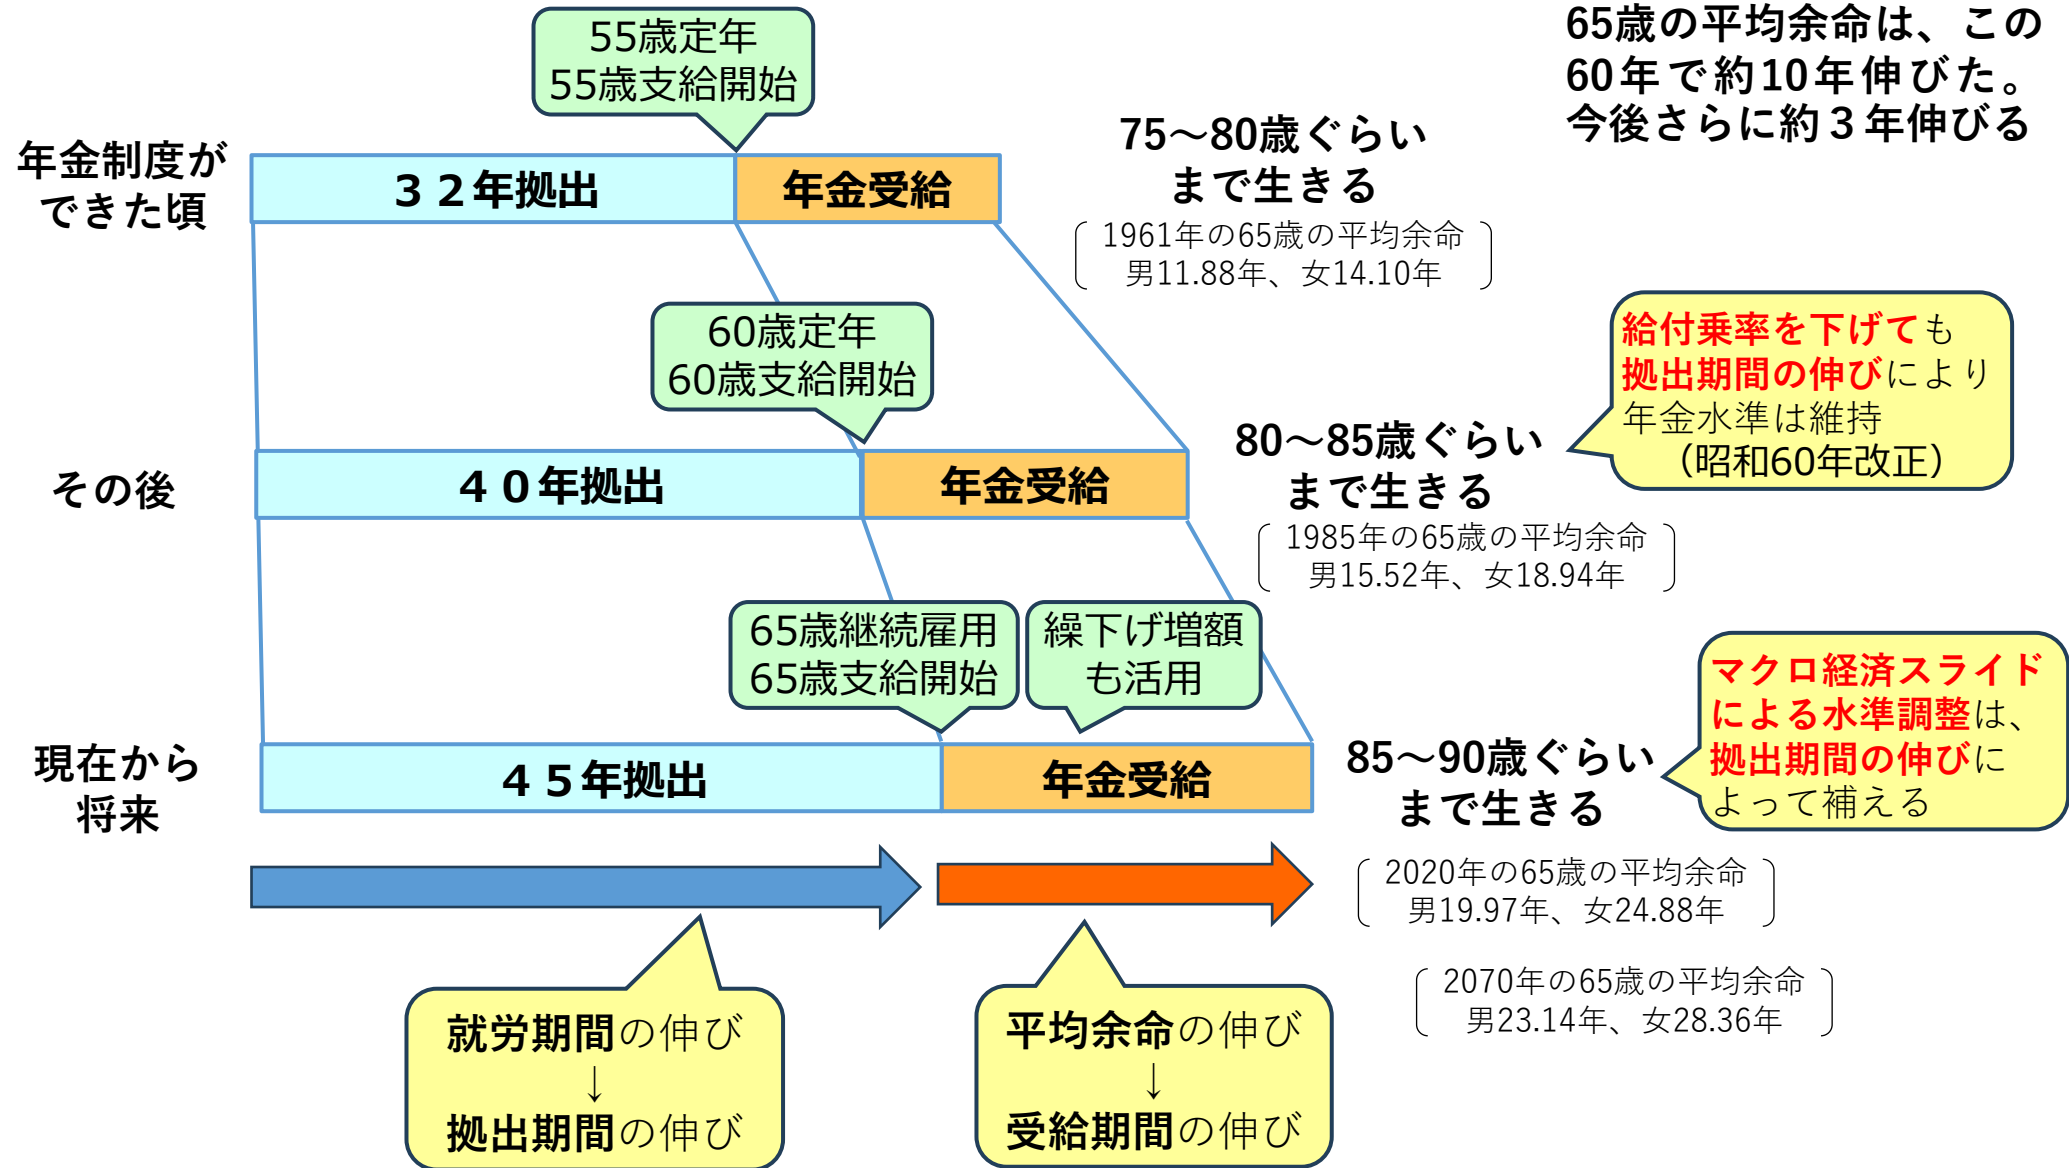 65歳の平均余命は、この
60年で約10年伸びた。
今後さらに約３年伸びる
55歳定年
55歳支給開始
年金制度が
できた頃
３２年拠出
年金受給
75～80歳ぐらい
まで生きる
1961年の65歳の平均余命
男11.88年、女14.10年
60歳定年
60歳支給開始
給付乗率を下げても
拠出期間の伸びにより
年金水準は維持
（昭和60年改正）
その後
４０年拠出
年金受給
80～85歳ぐらい
まで生きる
1985年の65歳の平均余命
男15.52年、女18.94年
65歳継続雇用
65歳支給開始
繰下げ増額
も活用
マクロ経済スライド
による水準調整は、
拠出期間の伸びに
よって補える
現在から
将来
４５年拠出
年金受給
85～90歳ぐらい
まで生きる
2020年の65歳の平均余命
男19.97年、女24.88年
2070年の65歳の平均余命
男23.14年、女28.36年
就労期間の伸び
↓
拠出期間の伸び
平均余命の伸び
↓
受給期間の伸び